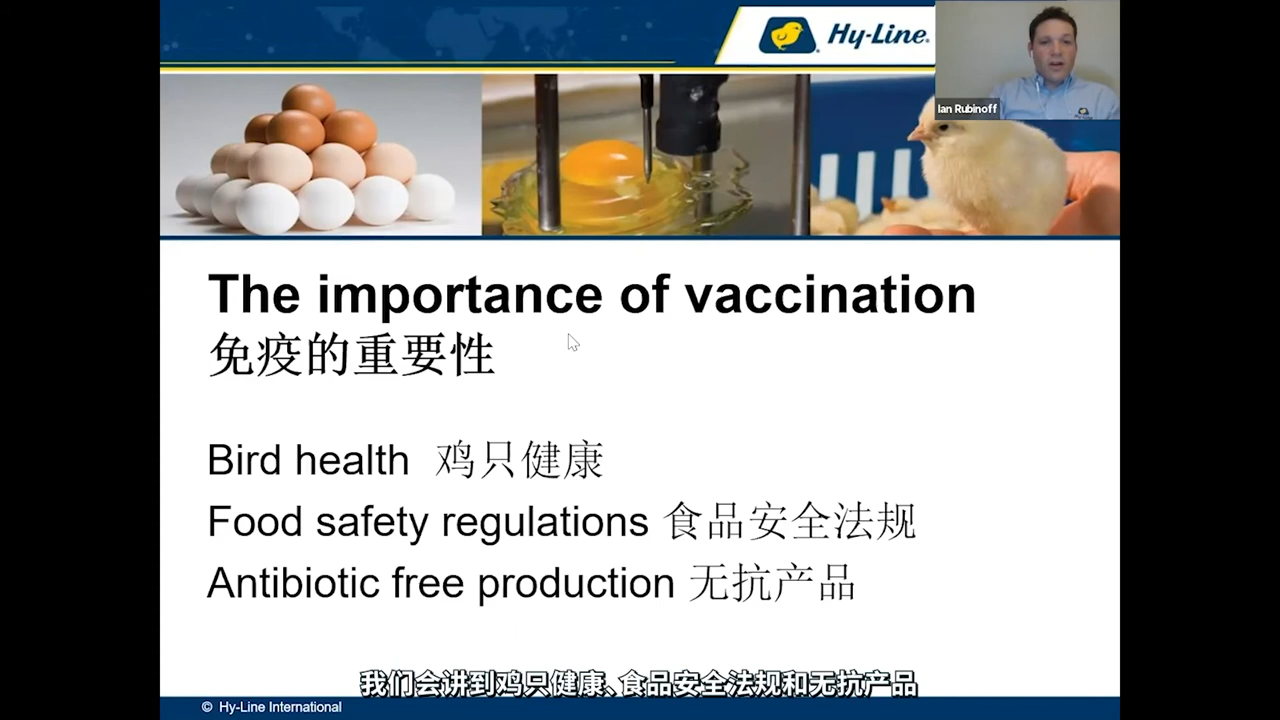 Hy-Line
Ian Rubinoff
The importance of vaccination
免疫的重要性
Bird health 鸡只健康
Food safety regulations 食品安全法规
Antibiotic free production 无抗产品
我们会讲到鸡只健康、食品安全法规和无抗产品
© Hy-Line International